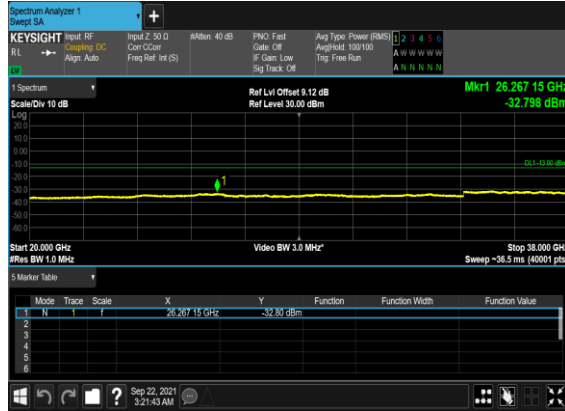 Spectrum Analyzer 1
Swept SA
KEYSIGHT Input: RF Input Z: 50 Ω #Atten: 40 dB PNO: Fast Avg Type: Power (RMS) 1 2 3 4 5 6
RL Coupling: DC Corr CCorr Gate: Off Avg|Hold: 100/100 A W W W W W
Align: Auto Freq Ref: Int (S) IF Gain: Low Trig: Free Run
LV Sig Track: Off A N N N N N
1 Spectrum Ref Lvl Offset 9.12 dB Mkr1 26.267 15 GHz
Scale/Div 10 dB Ref Level 30.00 dBm -32.798 dBm
Log
20.0
10.0
0.00
-10.0
DL1 -13.00 dBm
-20.0
1
-30.0
-40.0
-50.0
-60.0
Start 20.000 GHz Video BW 3.0 MHz* Stop 38.000 GHz
#Res BW 1.0 MHz Sweep ~36.5 ms (40001 pts)
5 Marker Table
Mode Trace Scale X Y Function Function Width Function Value
1 N 1 f 26.267 15 GHz -32.80 dBm
2
3
4
5
6
? Sep 22, 2021
3:21:43 AM